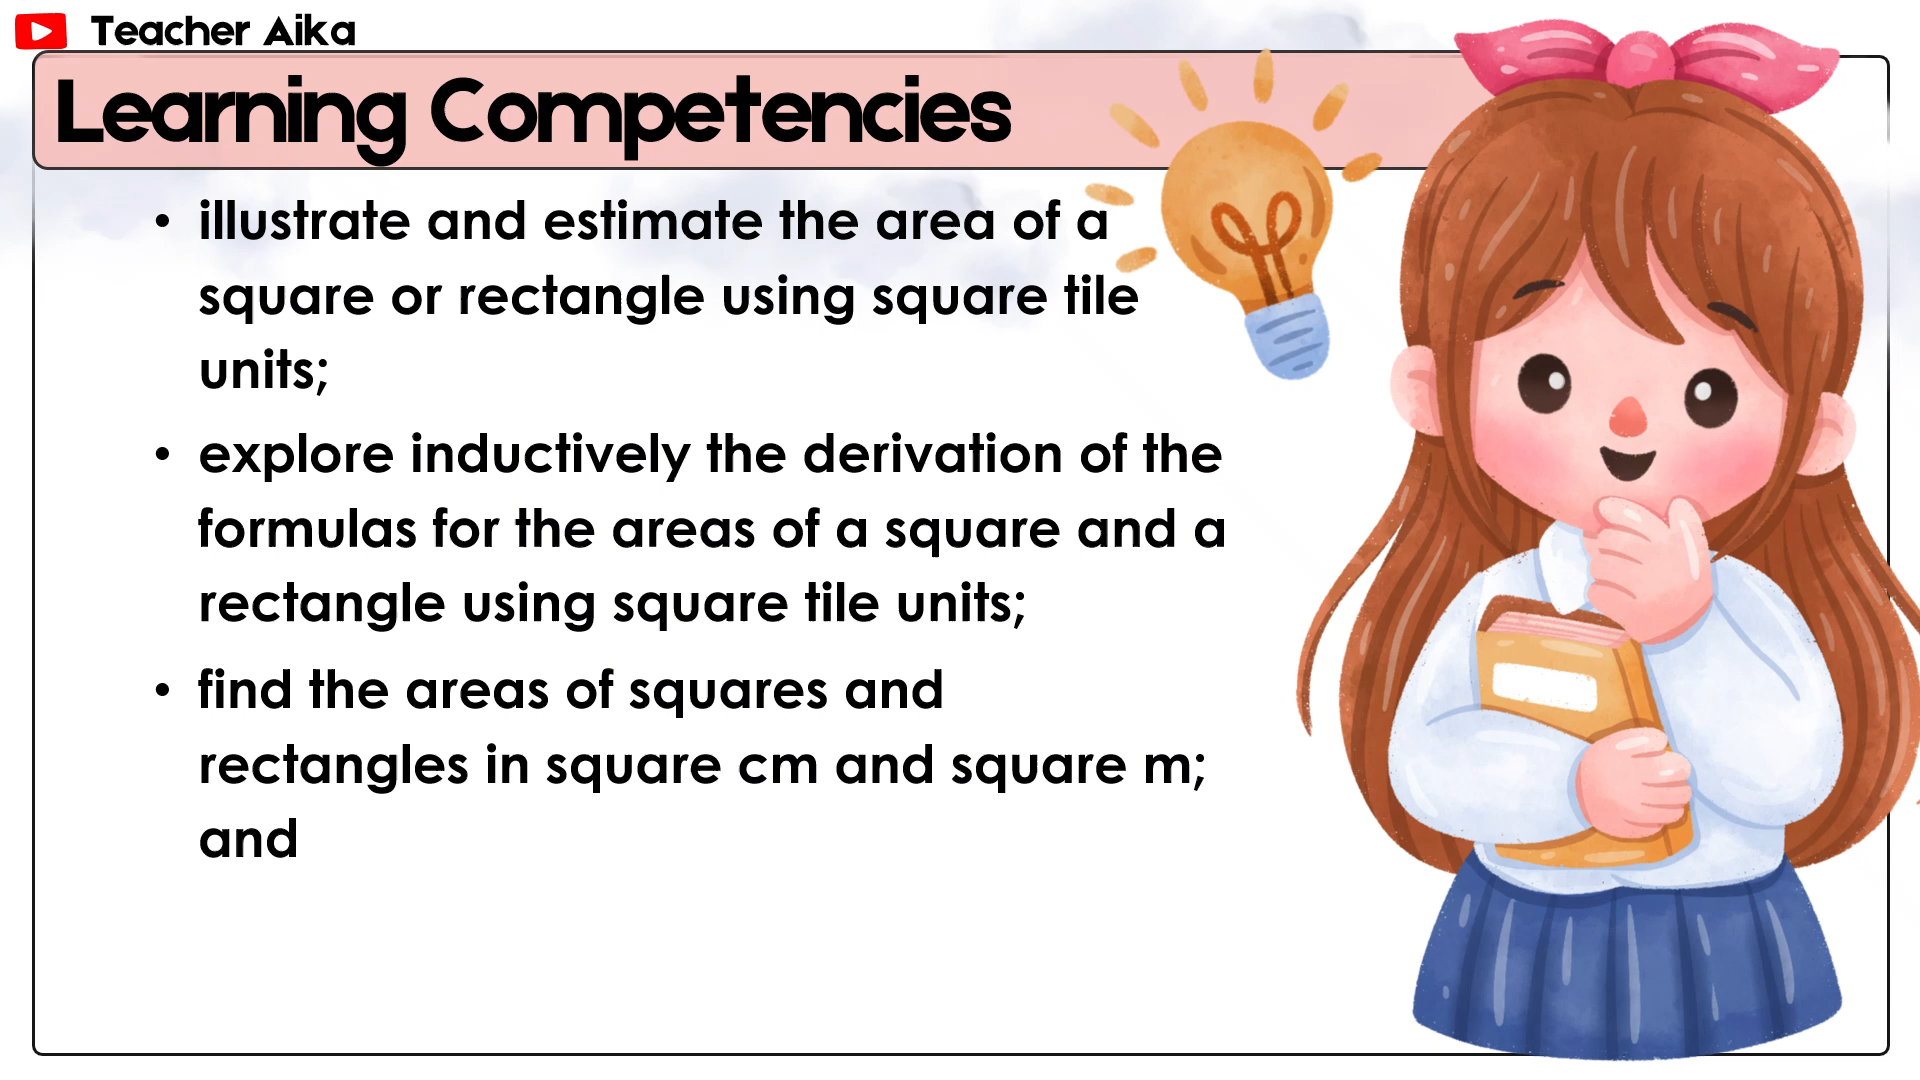 Teacher Aika
Learning Competencies
• illustrate and estimate the area of a
square or rectangle using square tile
units;
• explore inductively the derivation of the
formulas for the areas of a square and a
rectangle using square tile units;
• find the areas of squares and
rectangles in square cm and square m;
and